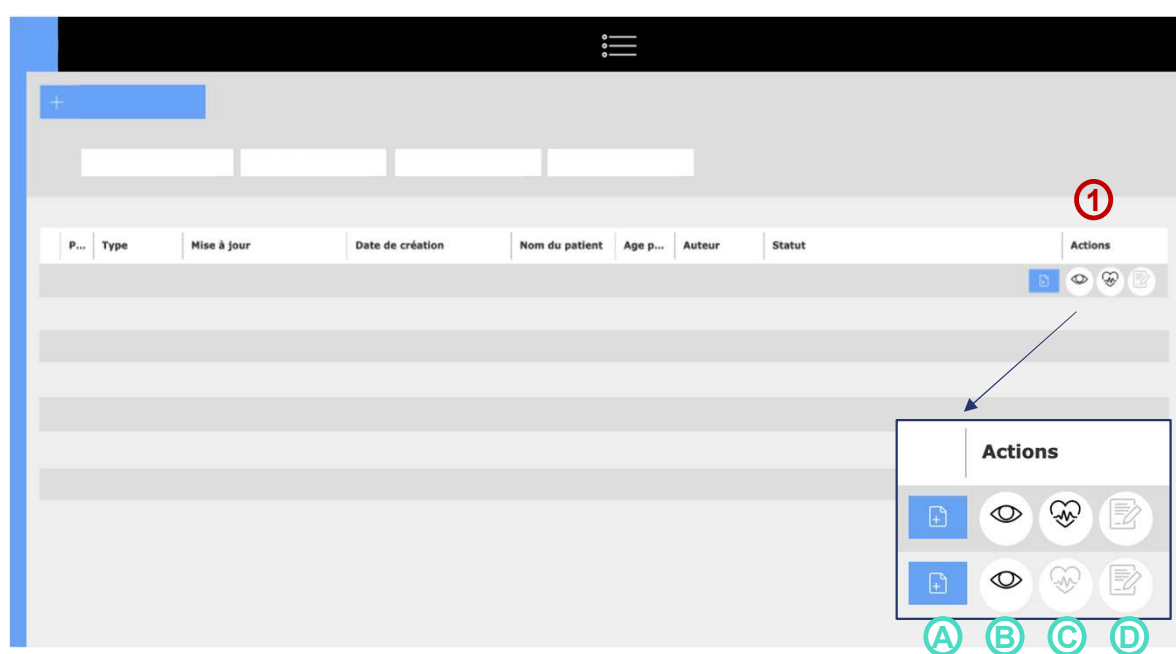 1
P... Type Mise à jour Date de création Nom du patient Age p... Auteur Statut Actions
Actions
A B C D